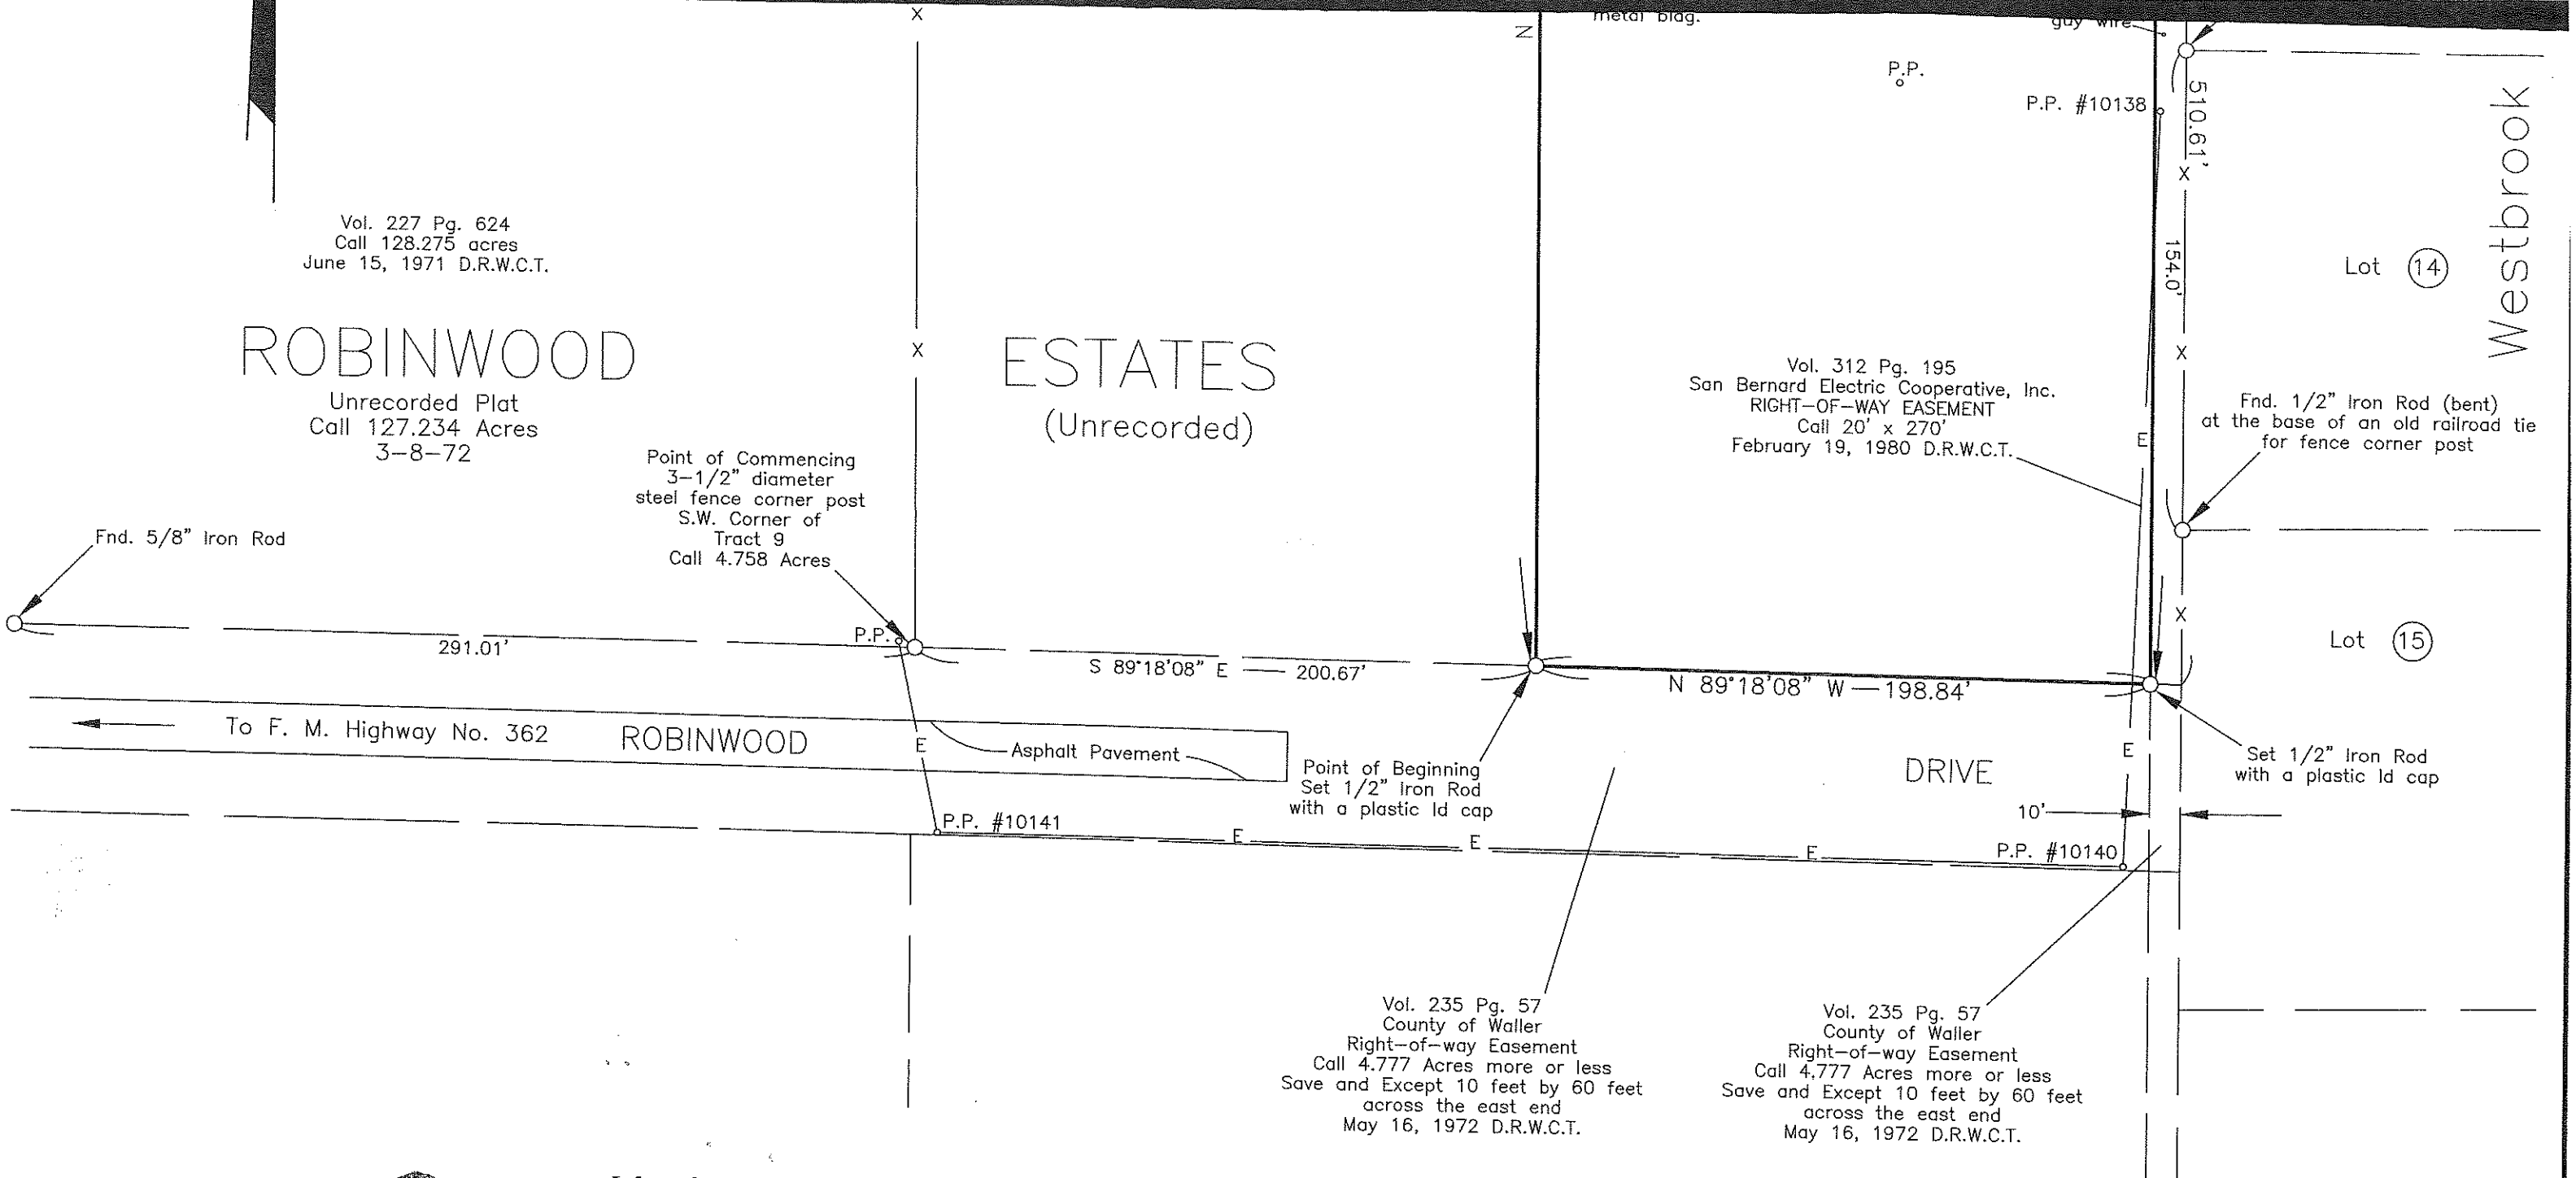 X
N
metal bldg.
guy wire
P.P.
P.P. #10138
510.61'
X
154.0'
Westbrook
Lot 14
Vol. 227 Pg. 624
Call 128.275 acres
June 15, 1971 D.R.W.C.T.
ROBINWOOD
Unrecorded Plat
Call 127.234 Acres
3-8-72
X
ESTATES
(Unrecorded)
Vol. 312 Pg. 195
San Bernard Electric Cooperative, Inc.
RIGHT-OF-WAY EASEMENT
Call 20' x 270'
February 19, 1980 D.R.W.C.T.
E
X
Fnd. 1/2" Iron Rod (bent)
at the base of an old railroad tie
for fence corner post
Point of Commencing
3-1/2" diameter
steel fence corner post
S.W. Corner of
Tract 9
Call 4.758 Acres
Fnd. 5/8" Iron Rod
291.01'
P.P.
S 89°18'08" E — 200.67'
N 89°18'08" W — 198.84'
X
Lot 15
To F. M. Highway No. 362
ROBINWOOD
E
Asphalt Pavement
Point of Beginning
Set 1/2" Iron Rod
with a plastic Id cap
DRIVE
E
Set 1/2" Iron Rod
with a plastic Id cap
10'
P.P. #10141
E
E
E
P.P. #10140
Vol. 235 Pg. 57
County of Waller
Right-of-way Easement
Call 4.777 Acres more or less
Save and Except 10 feet by 60 feet
across the east end
May 16, 1972 D.R.W.C.T.
Vol. 235 Pg. 57
County of Waller
Right-of-way Easement
Call 4.777 Acres more or less
Save and Except 10 feet by 60 feet
across the east end
May 16, 1972 D.R.W.C.T.